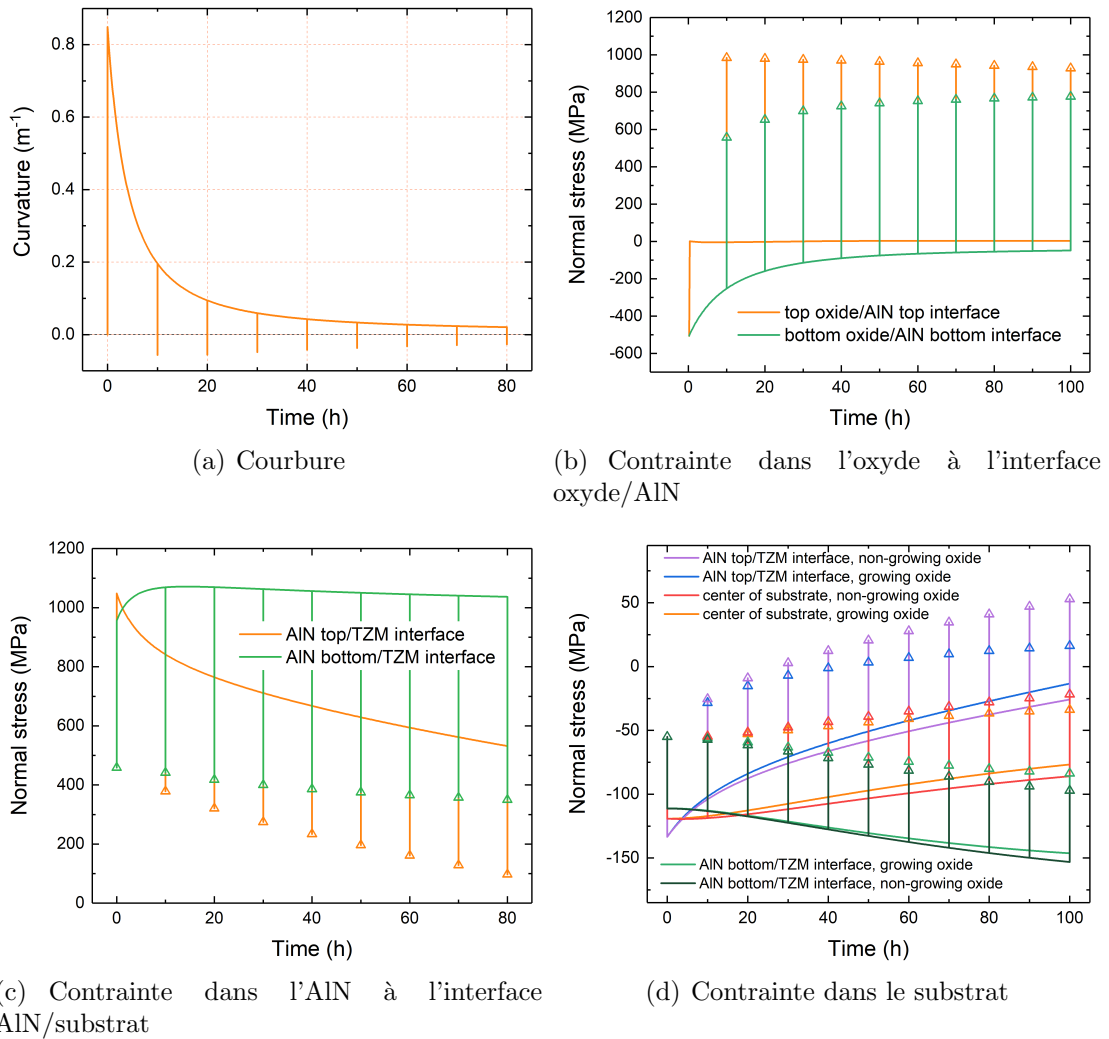 0.8
0.6
0.4
0.2
0.0
0
20
40
60
80
Curvature (m⁻¹)
Time (h)
(a) Courbure
1200
1000
800
600
400
200
0
-200
-400
-600
0
20
40
60
80
100
Normal stress (MPa)
Time (h)
top oxide/AlN top interface
bottom oxide/AlN bottom interface
(b) Contrainte dans l'oxyde à l'interface
oxyde/AlN
1200
1000
800
600
400
200
0
0
20
40
60
80
Normal stress (MPa)
Time (h)
AlN top/TZM interface
AlN bottom/TZM interface
(c) Contrainte dans l'AlN à l'interface
AlN/substrat
50
0
-50
-100
-150
0
20
40
60
80
100
Normal stress (MPa)
Time (h)
AlN top/TZM interface, non-growing oxide
AlN top/TZM interface, growing oxide
center of substrate, non-growing oxide
center of substrate, growing oxide
AlN bottom/TZM interface, growing oxide
AlN bottom/TZM interface, non-growing oxide
(d) Contrainte dans le substrat